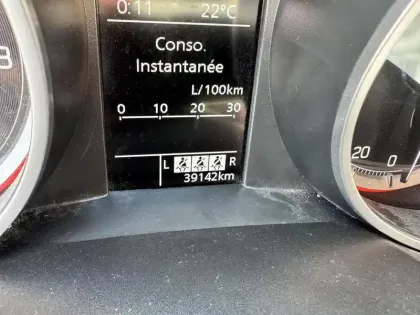 0:11 22°C
Conso.
Instantanée
L/100km
0 10 20 30
L R
39142km
20
0